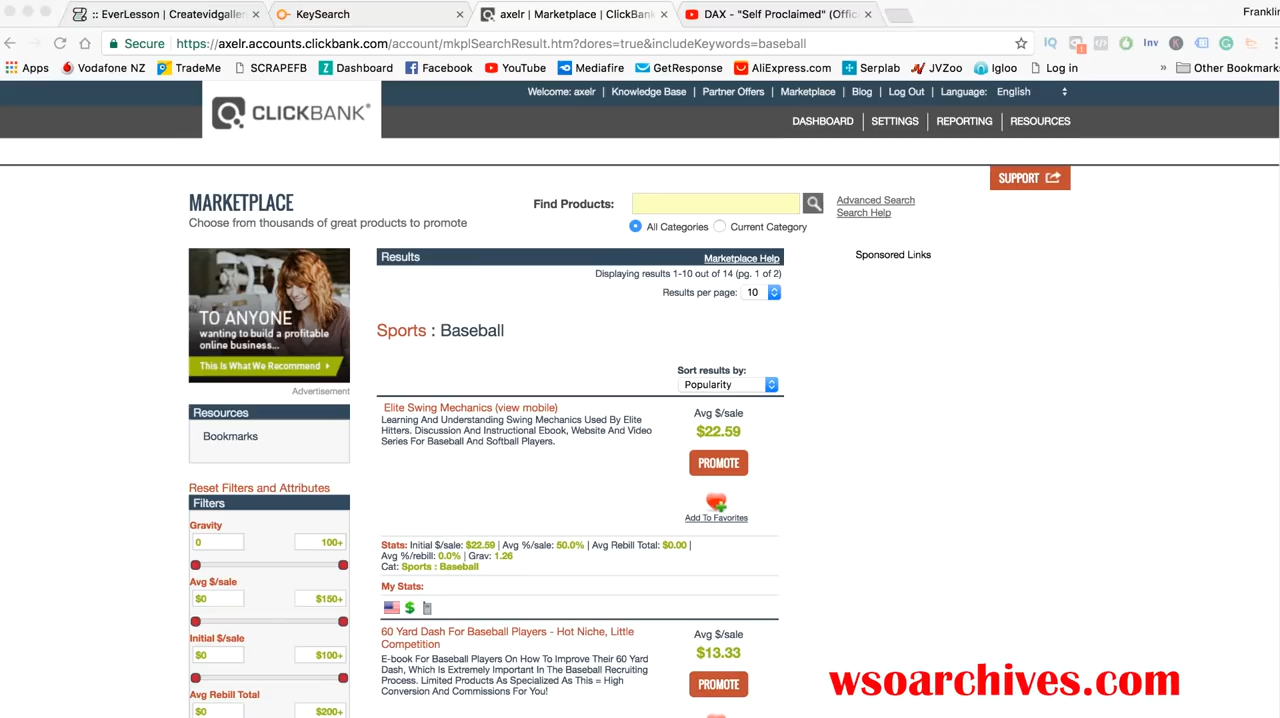 :: EverLesson | Createvidgaller
KeySearch
axelr | Marketplace | ClickBank
DAX - "Self Proclaimed" (Offic
Franklin
Secure
https://axelr.accounts.clickbank.com/account/mkplSearchResult.htm?dores=true&includeKeywords=baseball
IQ
1
Inv
K
G
Apps
Vodafone NZ
TradeMe
SCRAPEFB
Dashboard
Facebook
YouTube
Mediafire
GetResponse
AliExpress.com
Serplab
JVZoo
Igloo
Log in
»
Other Bookmarks
Welcome: axelr | Knowledge Base | Partner Offers | Marketplace | Blog | Log Out | Language: English
CLICKBANK®
DASHBOARD | SETTINGS | REPORTING | RESOURCES
SUPPORT
MARKETPLACE
Choose from thousands of great products to promote
Find Products:
Advanced Search
Search Help
All Categories
Current Category
TO ANYONE
wanting to build a profitable
online business...
This Is What We Recommend
Advertisement
Resources
Bookmarks
Reset Filters and Attributes
Filters
Gravity
0
100+
Avg $/sale
$0
$150+
Initial $/sale
$0
$100+
Avg Rebill Total
$0
$200+
Results
Marketplace Help
Displaying results 1-10 out of 14 (pg. 1 of 2)
Results per page: 10
Sports : Baseball
Sort results by:
Popularity
Elite Swing Mechanics (view mobile)
Learning And Understanding Swing Mechanics Used By Elite
Hitters. Discussion And Instructional Ebook, Website And Video
Series For Baseball And Softball Players.
Avg $/sale
$22.59
PROMOTE
Add To Favorites
Stats: Initial $/sale: $22.59 | Avg %/sale: 50.0% | Avg Rebill Total: $0.00 |
Avg %/rebill: 0.0% | Grav: 1.26
Cat: Sports : Baseball
My Stats:
$
60 Yard Dash For Baseball Players - Hot Niche, Little
Competition
E-book For Baseball Players On How To Improve Their 60 Yard
Dash, Which Is Extremely Important In The Baseball Recruiting
Process. Limited Products As Specialized As This = High
Conversion And Commissions For You!
Avg $/sale
$13.33
PROMOTE
Sponsored Links
wsoarchives.com